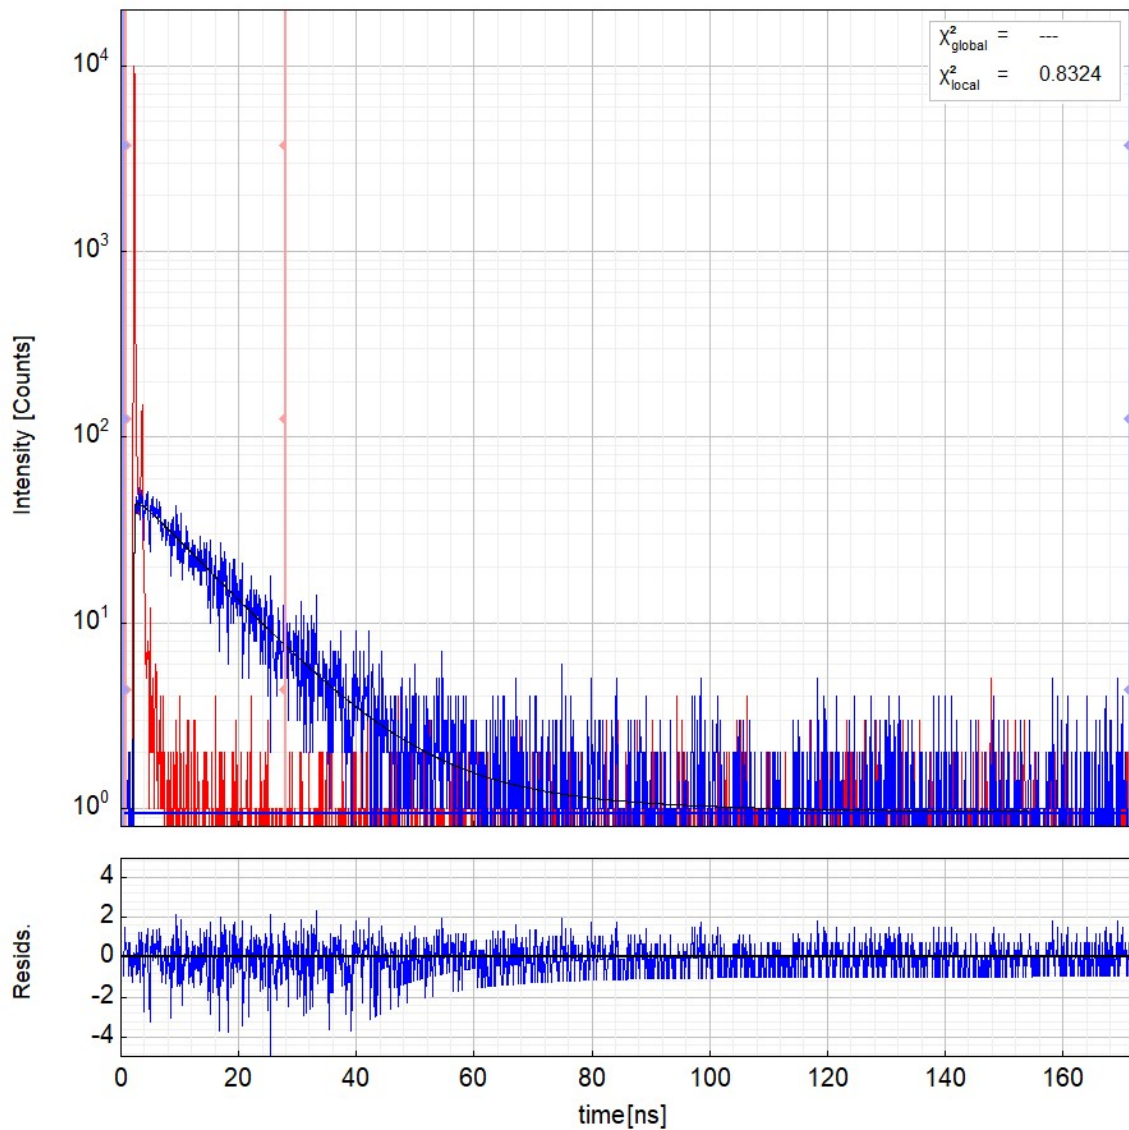 χ²global = ---
χ²local = 0.8324
10⁴
10³
10²
10¹
10⁰
Intensity [Counts]
4
2
0
-2
-4
Resids.
0 20 40 60 80 100 120 140 160
time[ns]